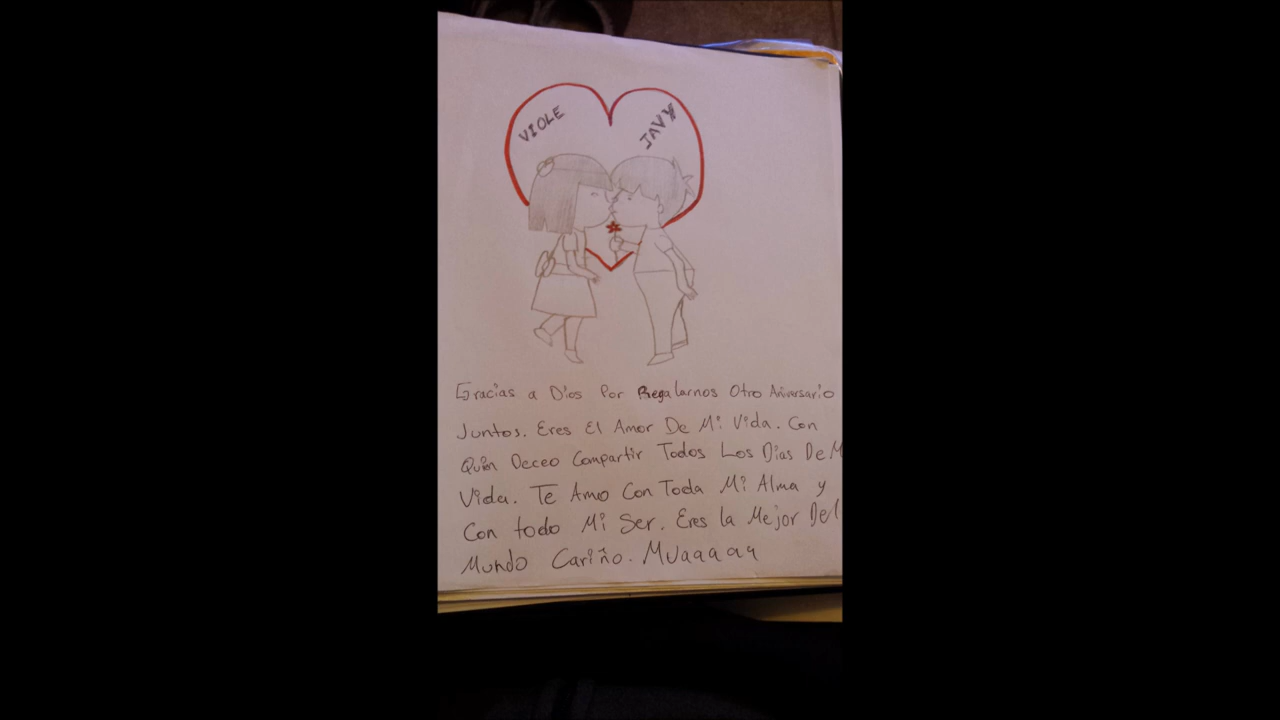 VIOLE
JAVY
Gracias a Dios Por Regalarnos Otro Aniversario
Juntos. Eres El Amor De Mi Vida. Con
Quien Deceo Compartir Todos Los Dias De M
Vida. Te Amo Con Toda Mi Alma y
Con todo Mi Ser. Eres la Mejor Del
Mundo Cariño. Muaaaaa